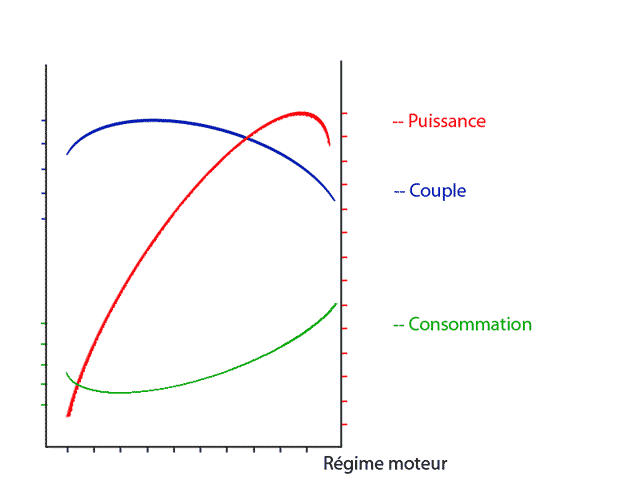 -- Puissance
-- Couple
-- Consommation
Régime moteur